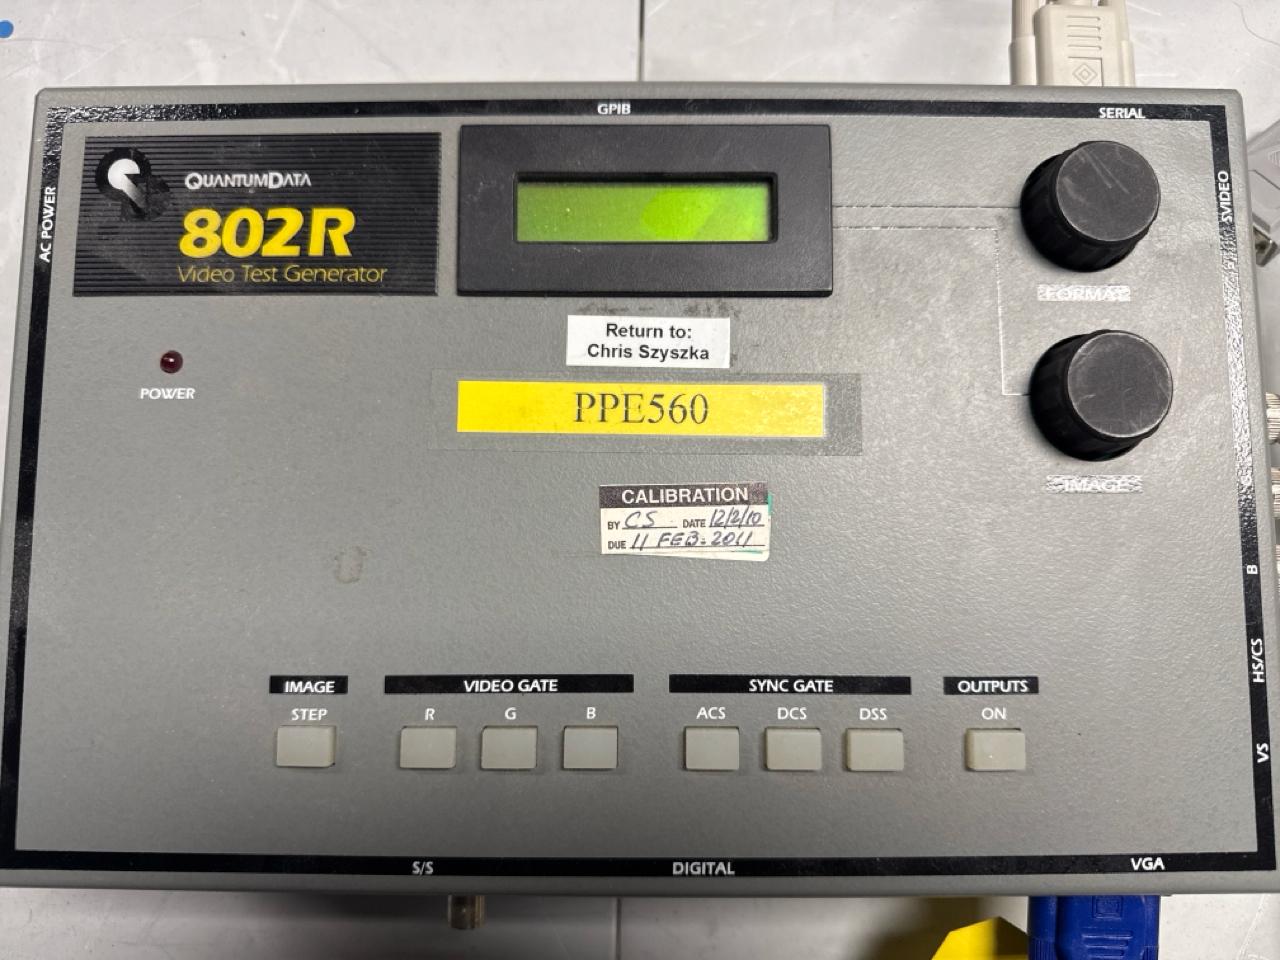 GPIB
SERIAL
AC POWER
QUANTUMDATA
802R
Video Test Generator
SVIDEO
FORMAT
Return to:
Chris Szyszka
POWER
PPE560
IMAGE
CALIBRATION
BY CS DATE 12/2/10
DUE 11 FEB. 2011
G
B
HS/CS
VS
IMAGE
VIDEO GATE
SYNC GATE
OUTPUTS
STEP
R
G
B
ACS
DCS
DSS
ON
S/S
DIGITAL
VGA